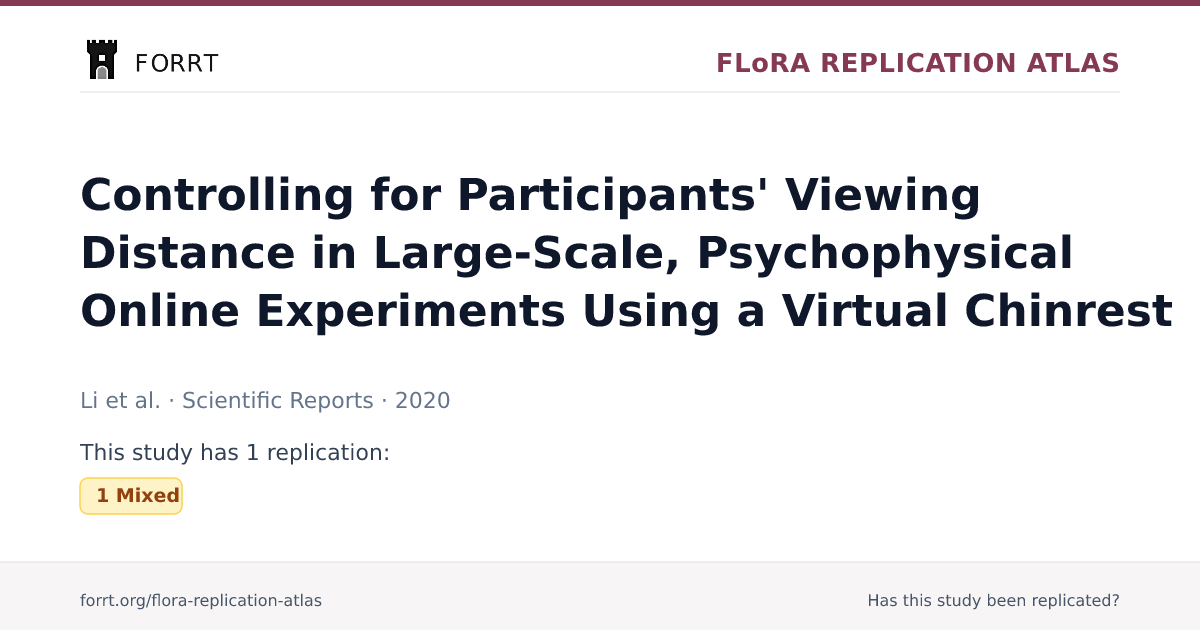 FORRT
FLoRA REPLICATION ATLAS
Controlling for Participants' Viewing
Distance in Large-Scale, Psychophysical
Online Experiments Using a Virtual Chinrest
Li et al. · Scientific Reports · 2020
This study has 1 replication:
1 Mixed
forrt.org/flora-replication-atlas
Has this study been replicated?